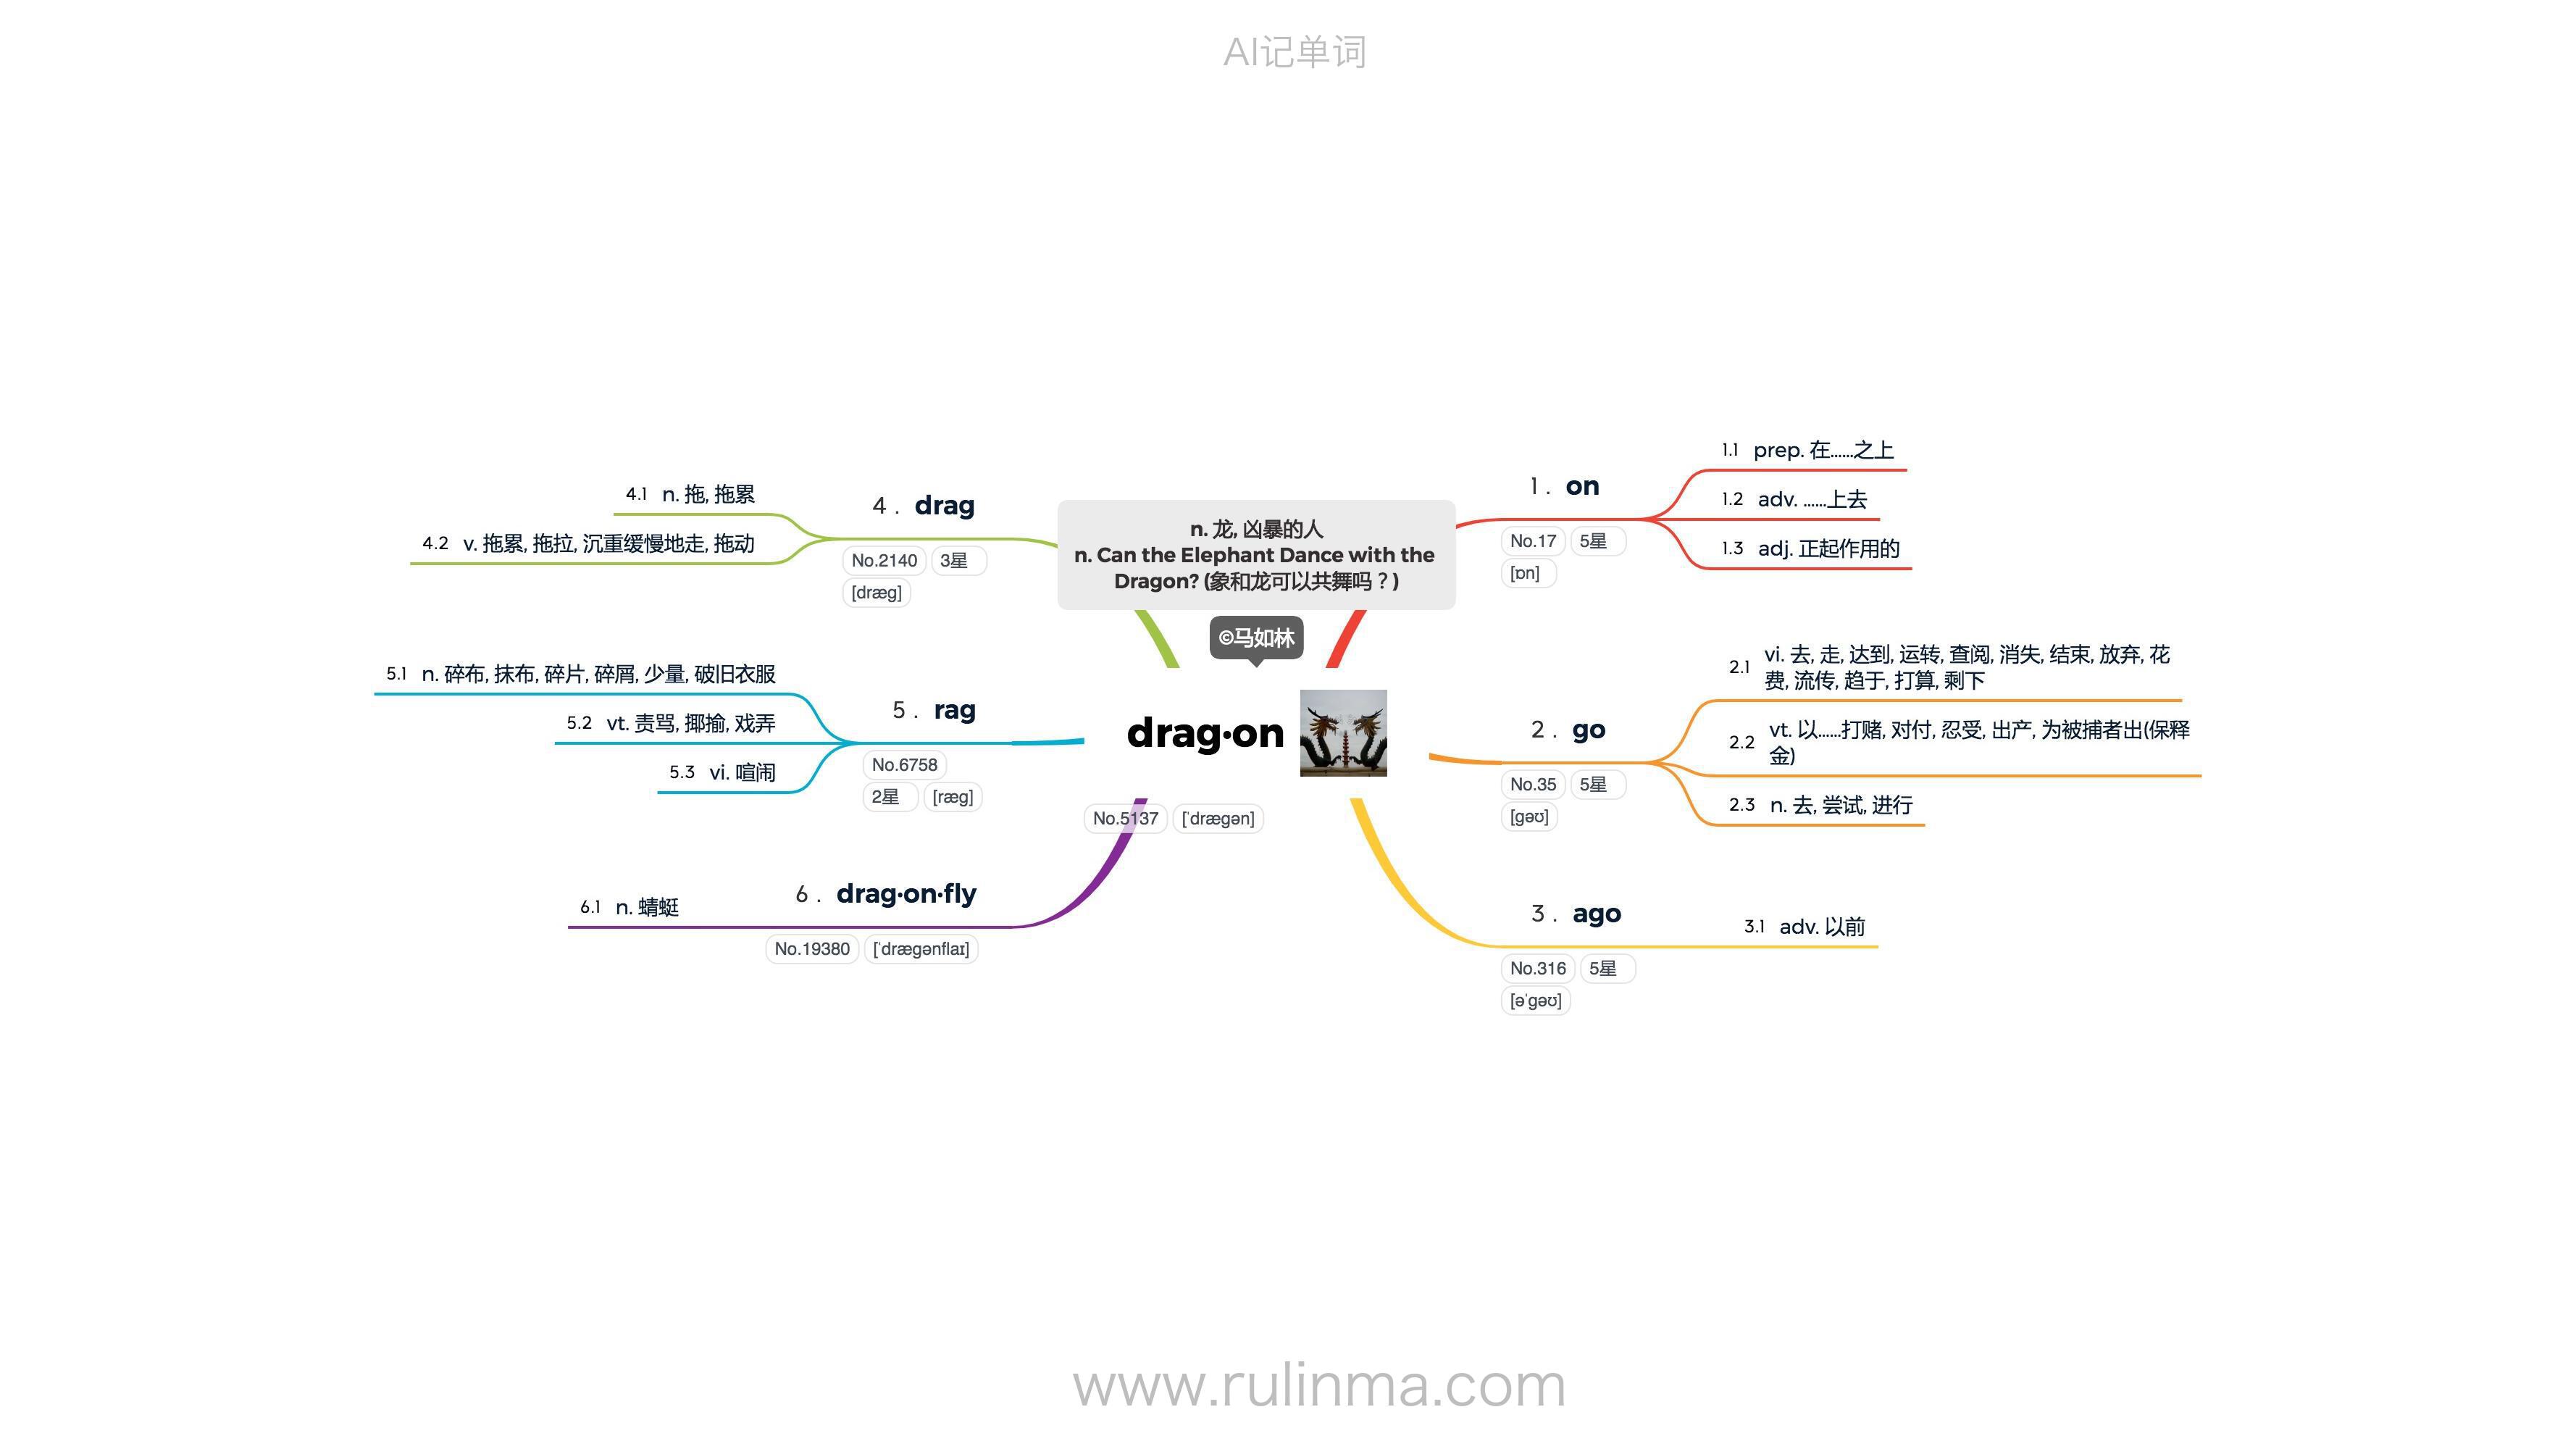 AI记单词
n. 龙, 凶暴的人
n. Can the Elephant Dance with the
Dragon? (象和龙可以共舞吗？)
©马如林
drag·on
No.5137 [ˈdrægən]
1 . on
No.17 5星
[ɒn]
1.1 prep. 在……之上
1.2 adv. ……上去
1.3 adj. 正起作用的
2 . go
No.35 5星
[gəʊ]
2.1 vi. 去, 走, 达到, 运转, 查阅, 消失, 结束, 放弃, 花
费, 流传, 趋于, 打算, 剩下
2.2 vt. 以……打赌, 对付, 忍受, 出产, 为被捕者出(保释
金)
2.3 n. 去, 尝试, 进行
3 . ago
No.316 5星
[əˈgəʊ]
3.1 adv. 以前
4 . drag
No.2140 3星
[dræg]
4.1 n. 拖, 拖累
4.2 v. 拖累, 拖拉, 沉重缓慢地走, 拖动
5 . rag
No.6758
2星 [ræg]
5.1 n. 碎布, 抹布, 碎片, 碎屑, 少量, 破旧衣服
5.2 vt. 责骂, 揶揄, 戏弄
5.3 vi. 喧闹
6 . drag·on·fly
No.19380 [ˈdrægənflaɪ]
6.1 n. 蜻蜓
www.rulinma.com